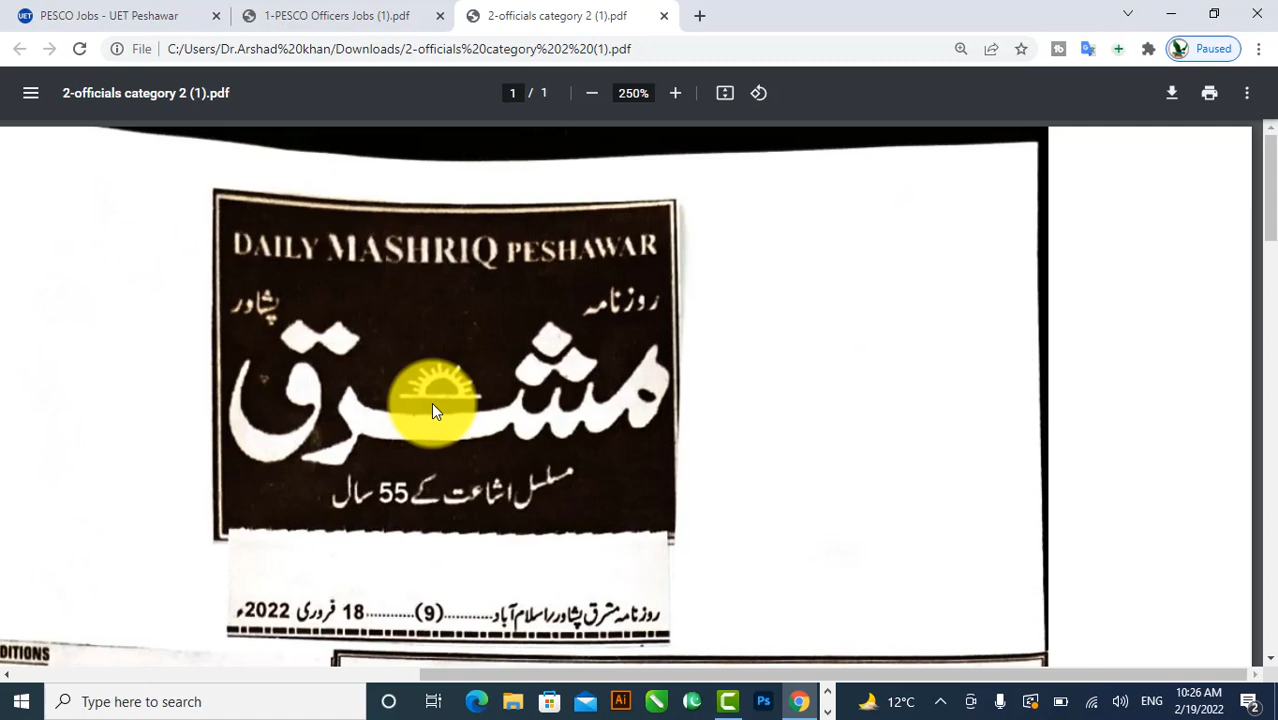 PESCO Jobs - UET Peshawar
1-PESCO Officers Jobs (1).pdf
2-officials category 2 (1).pdf
File
C:/Users/Dr.Arshad%20khan/Downloads/2-officials%20category%202%20(1).pdf
Paused
2-officials category 2 (1).pdf
1 / 1
250%
DAILY MASHRIQ PESHAWAR
روزنامہ
پشاور
مشرق
مسلسل اشاعت کے 55 سال
روزنامہ مشرق پشاور/اسلام آباد............(9)...........18 فروری 2022ء
DITIONS
Type here to search
12°C
ENG
10:26 AM
2/19/2022
2